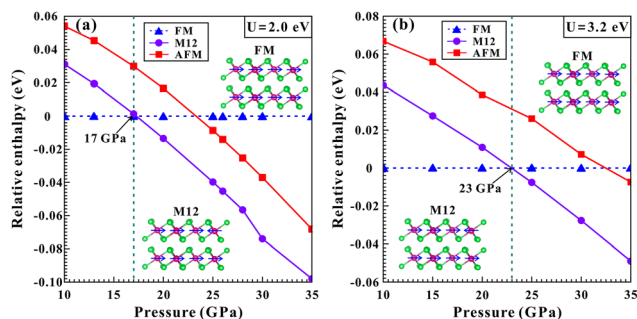 (a)
FM
M12
AFM
U=2.0 eV
FM
17 GPa
M12
Relative enthalpy (eV)
0.06
0.04
0.02
0
-0.02
-0.04
-0.06
-0.08
-0.10
10 15 20 25 30 35
Pressure (GPa)
(b)
FM
M12
AFM
U=3.2 eV
FM
23 GPa
M12
Relative enthalpy (eV)
0.08
0.06
0.04
0.02
0
-0.02
-0.04
-0.06
10 15 20 25 30 35
Pressure (GPa)